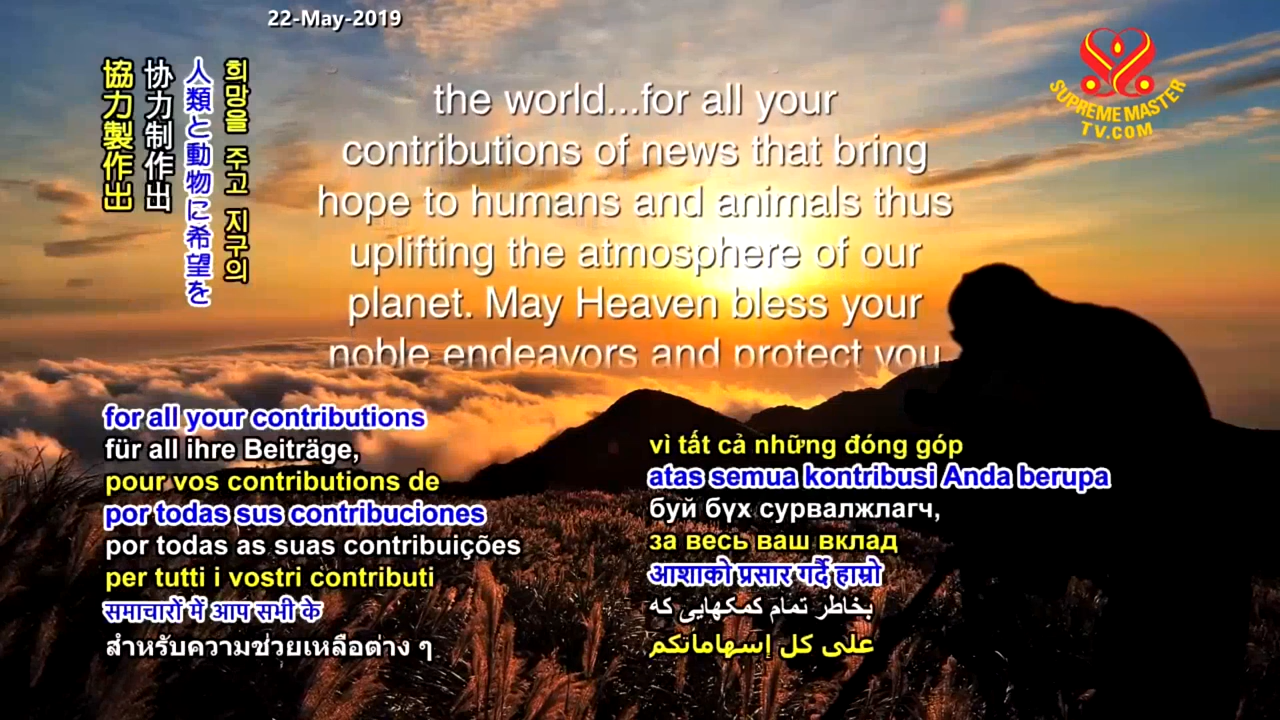 22-May-2019
SUPREME MASTER
TV.COM
協力製作出
协力制作出
人類と動物に希望を
희망을 주고 지구의
the world...for all your
contributions of news that bring
hope to humans and animals thus
uplifting the atmosphere of our
planet. May Heaven bless your
noble endeavors and protect you
for all your contributions
für all ihre Beiträge,
pour vos contributions de
por todas sus contribuciones
por todas as suas contribuições
per tutti i vostri contributi
समाचारों में आप सभी के
สำหรับความช่วยเหลือต่าง ๆ
vì tất cả những đóng góp
atas semua kontribusi Anda berupa
буй бүх сурвалжлагч,
за весь ваш вклад
आशाको प्रसार गर्दै हाम्रो
بخاطر تمام کمکهایی که
على كل إسهاماتكم